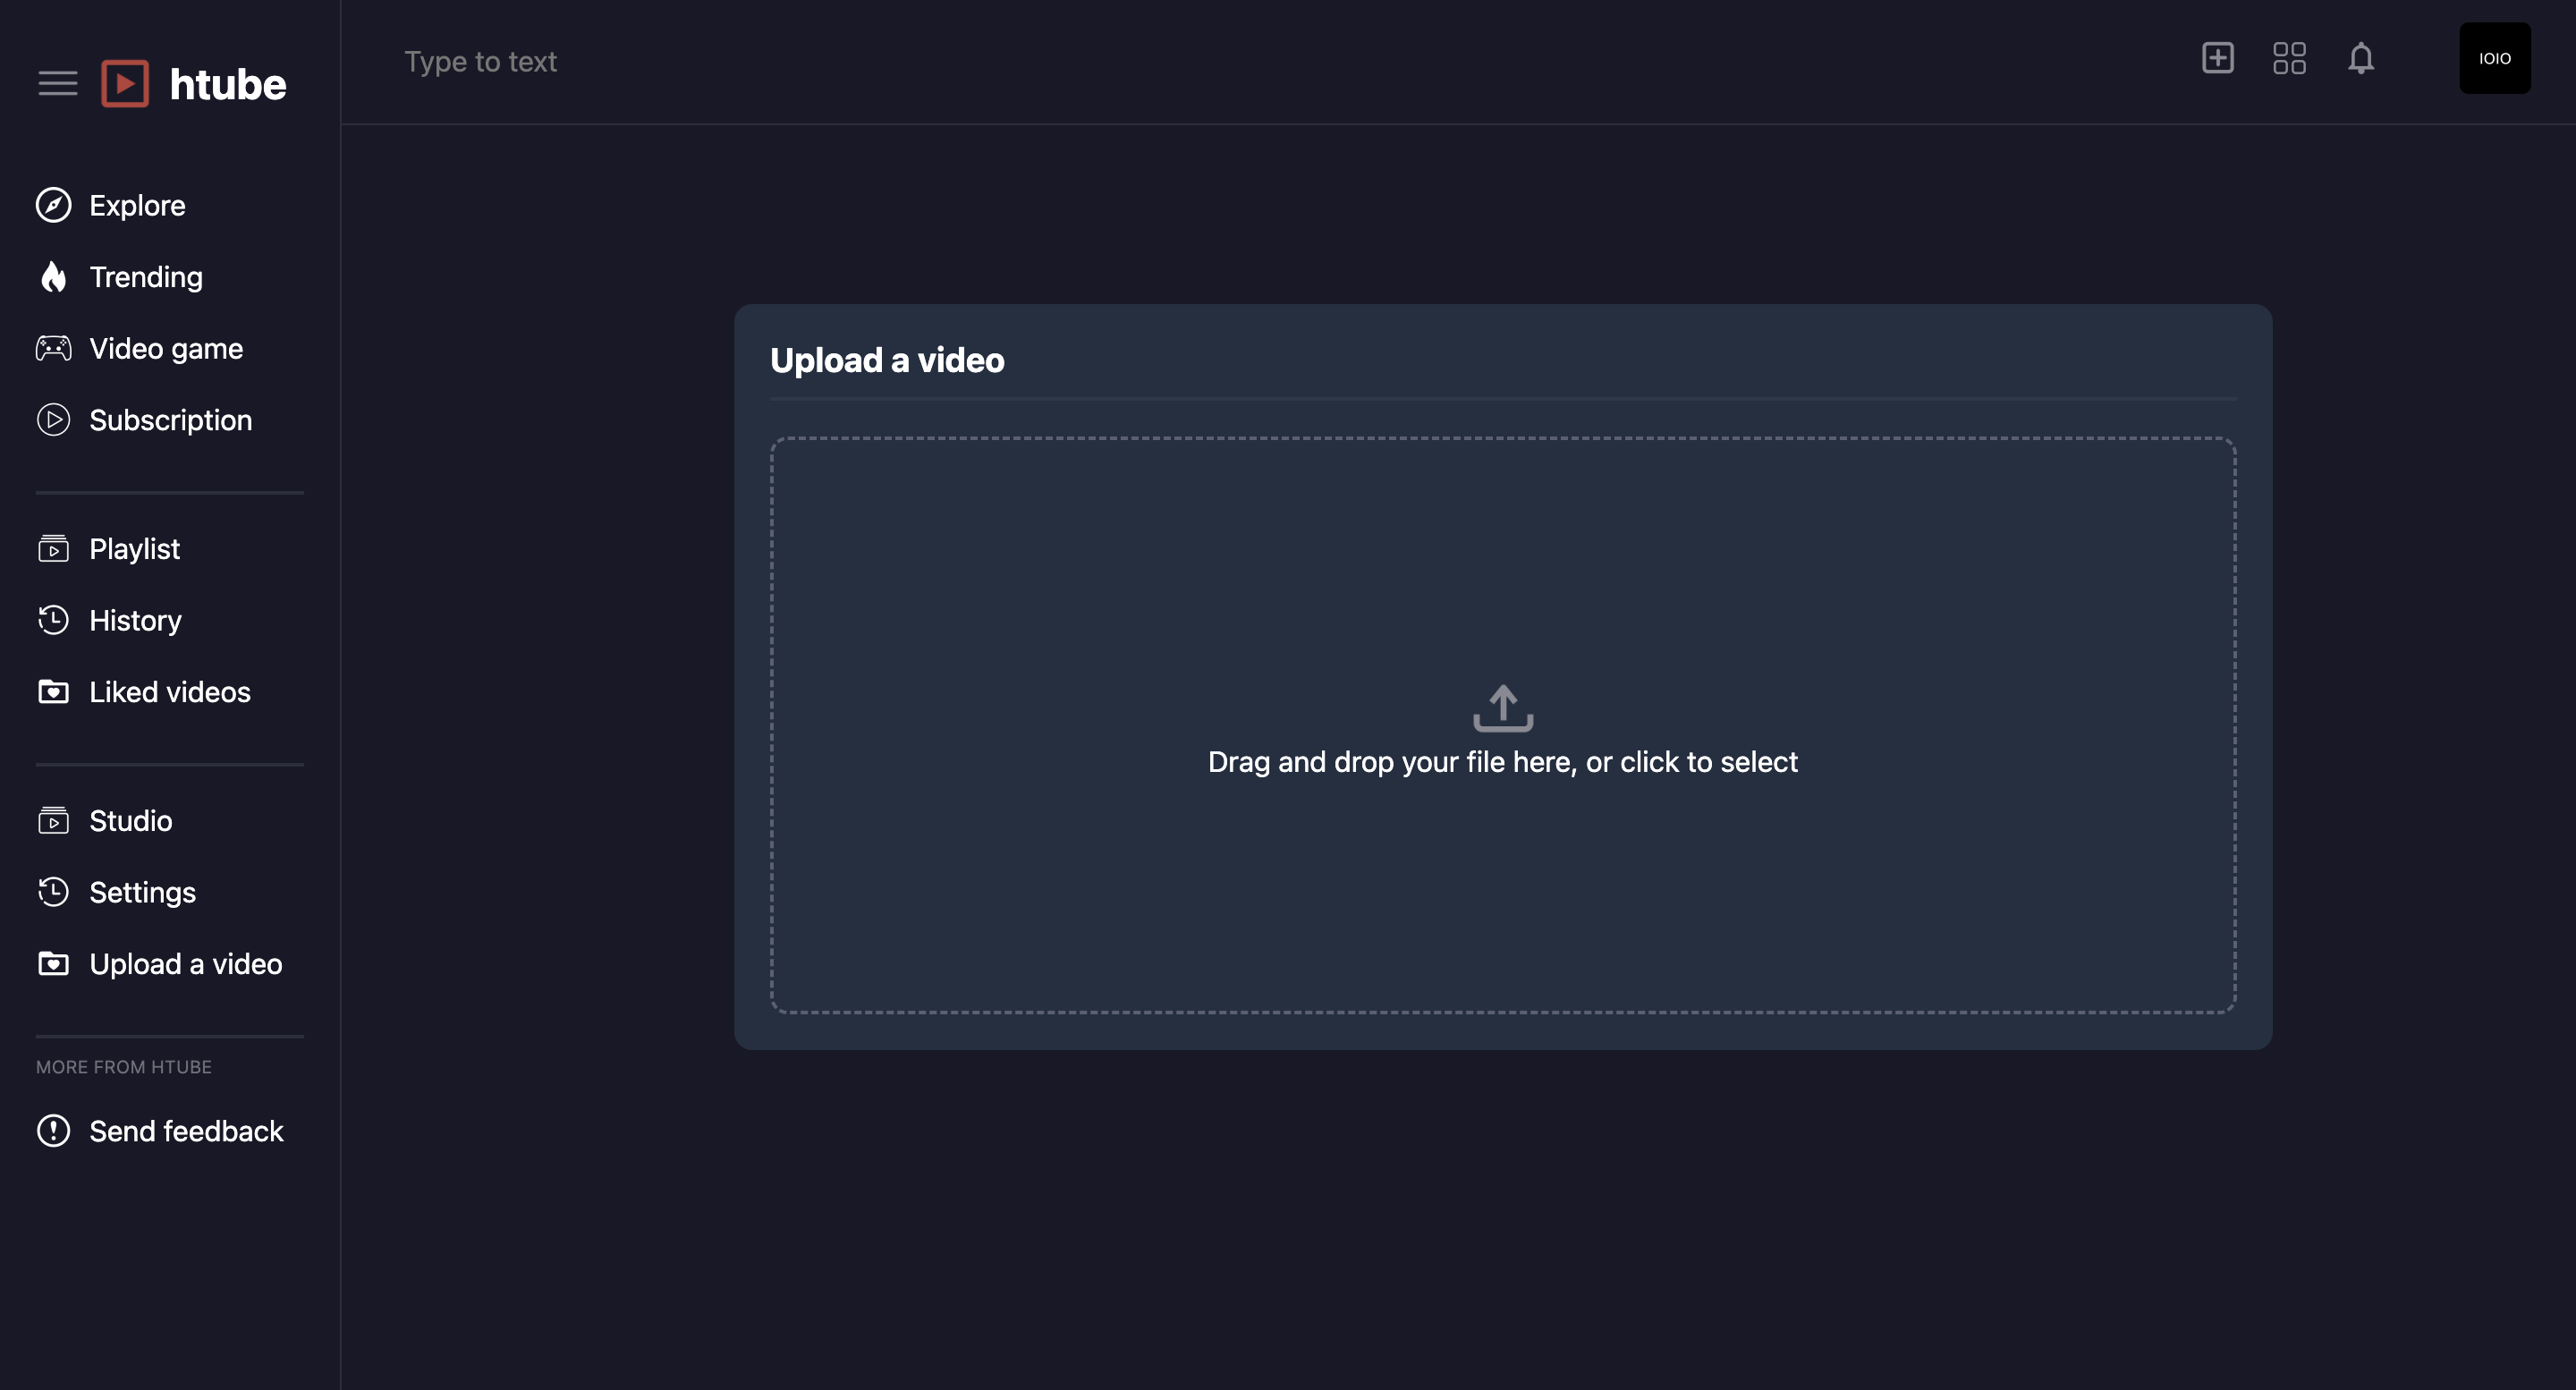 htube
Type to text
IOIO
Explore
Trending
Video game
Subscription
Playlist
History
Liked videos
Studio
Settings
Upload a video
MORE FROM HTUBE
Send feedback
Upload a video
Drag and drop your file here, or click to select